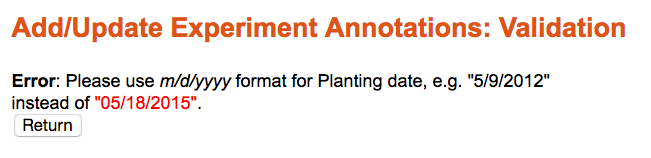 Add/Update Experiment Annotations: Validation
Error: Please use m/d/yyyy format for Planting date, e.g. "5/9/2012"
instead of "05/18/2015".
Return